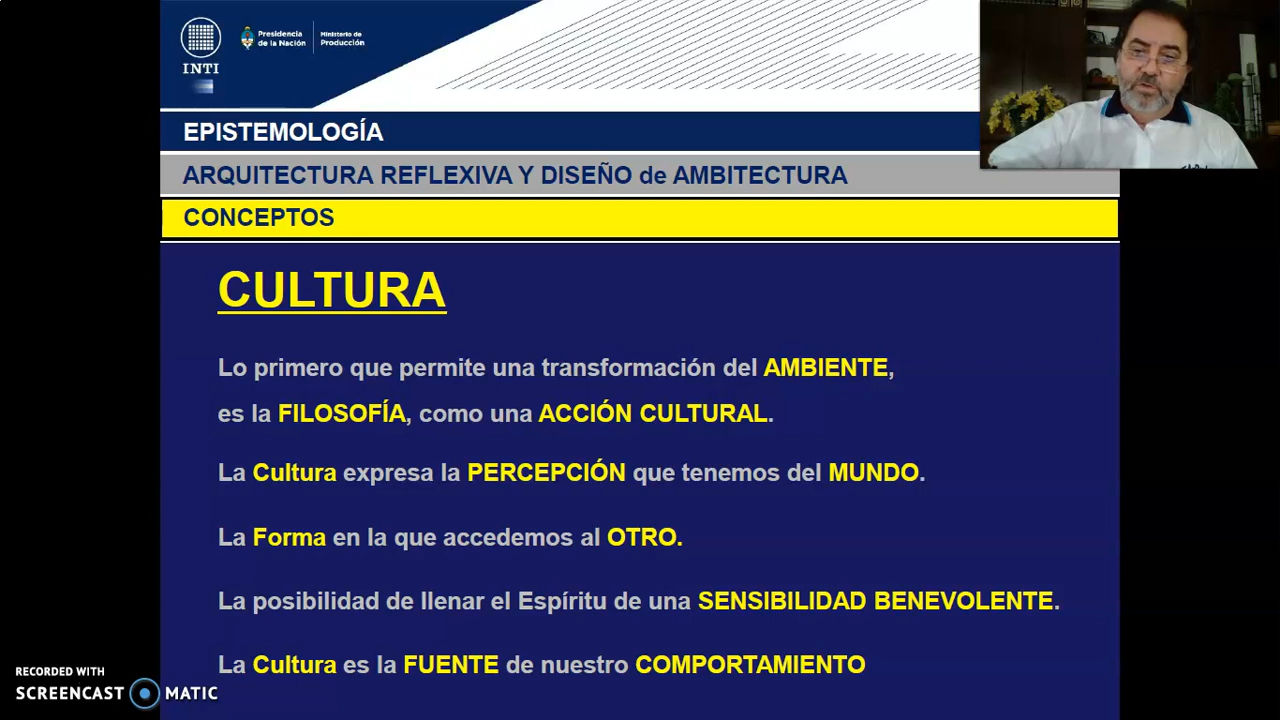 INTI
Presidencia
de la Nación
Ministerio de
Producción
EPISTEMOLOGÍA
ARQUITECTURA REFLEXIVA Y DISEÑO de AMBITECTURA
CONCEPTOS
CULTURA
Lo primero que permite una transformación del AMBIENTE,
es la FILOSOFÍA, como una ACCIÓN CULTURAL.
La Cultura expresa la PERCEPCIÓN que tenemos del MUNDO.
La Forma en la que accedemos al OTRO.
La posibilidad de llenar el Espíritu de una SENSIBILIDAD BENEVOLENTE.
La Cultura es la FUENTE de nuestro COMPORTAMIENTO
RECORDED WITH
SCREENCAST MATIC